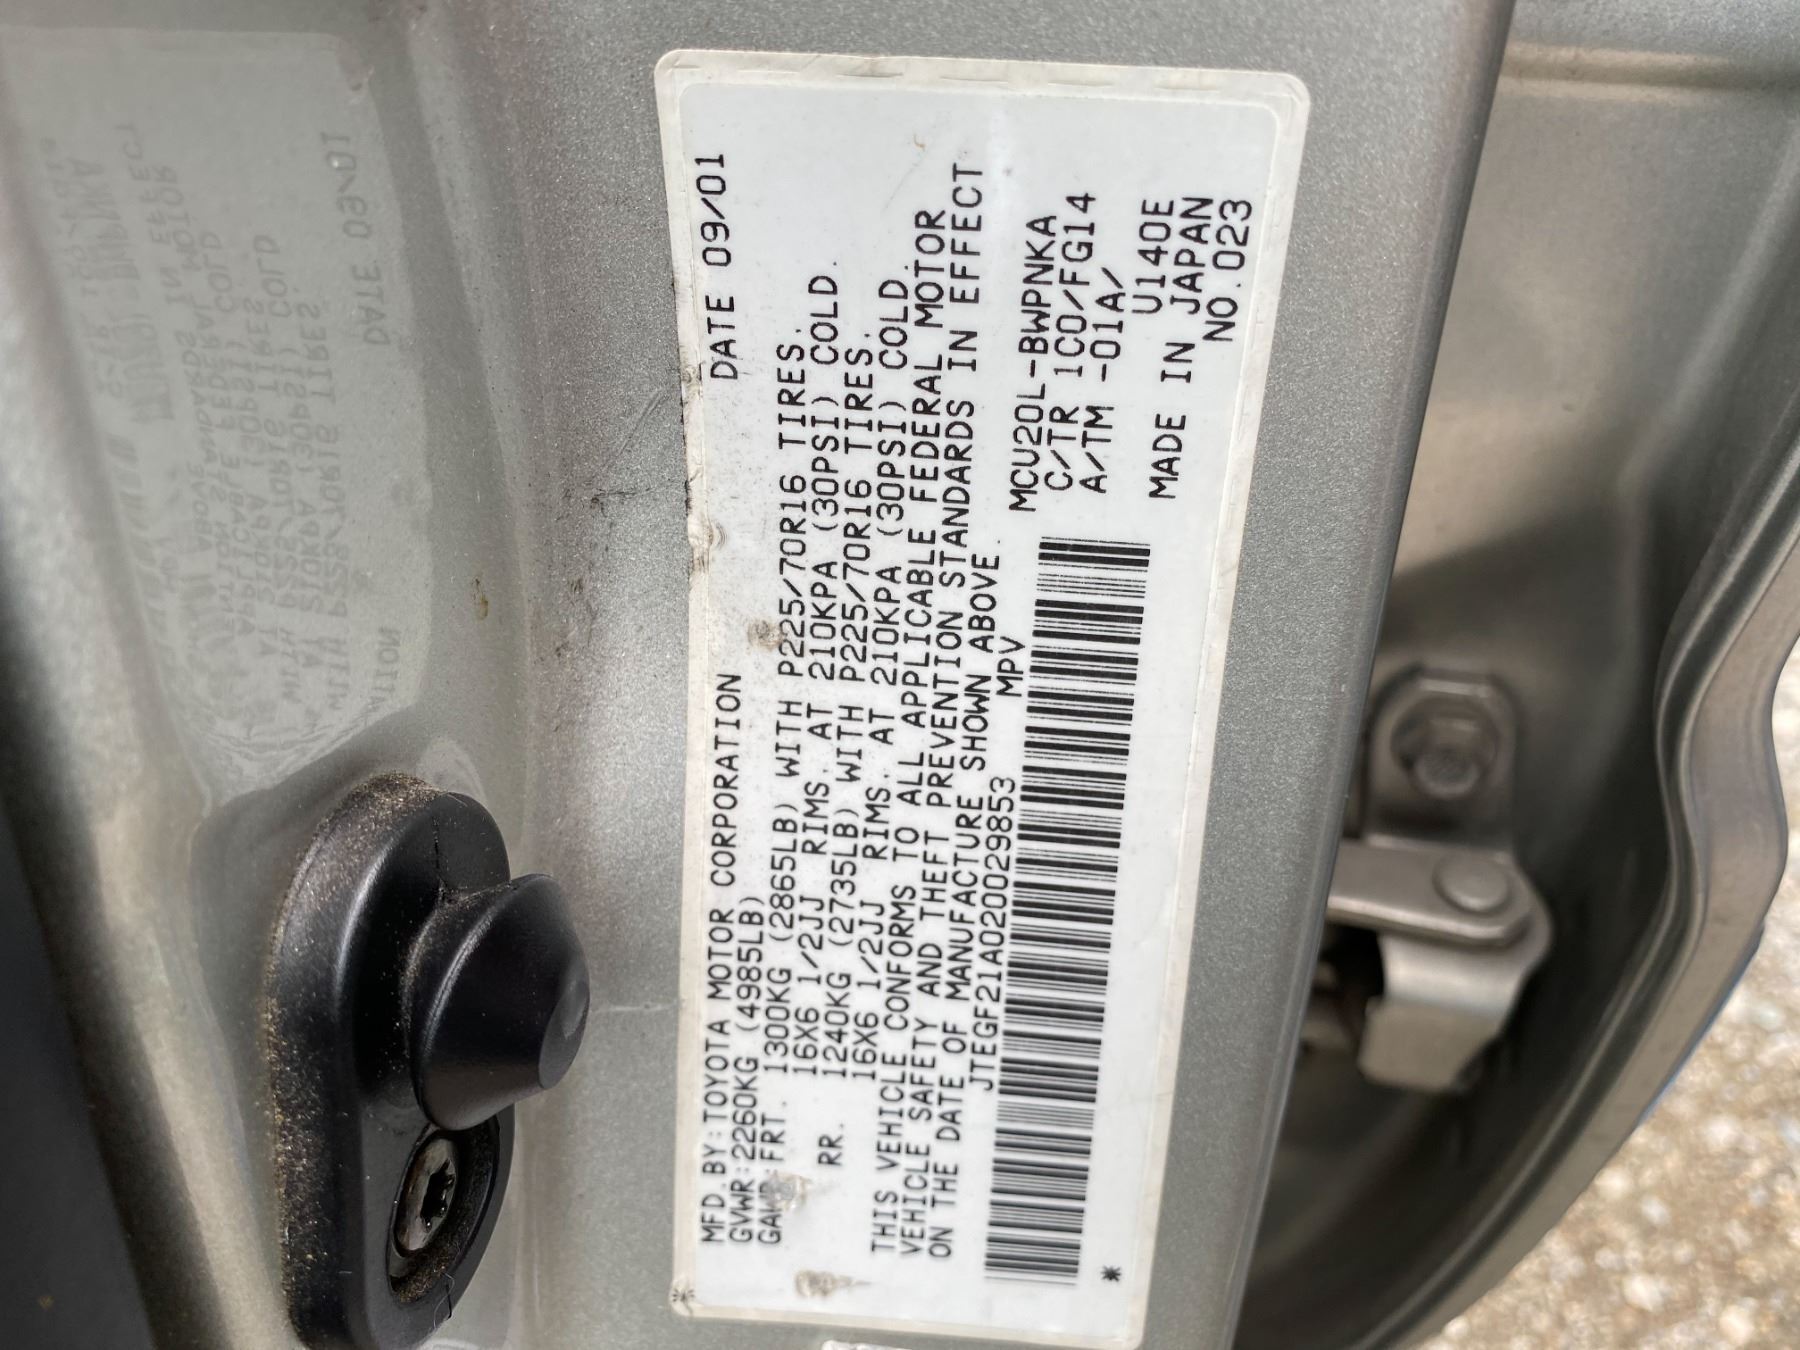 MFD.BY:TOYOTA MOTOR CORPORATION DATE 09/01
GVWR:2260KG (4985LB)
GAWR:FRT. 1300KG (2865LB) WITH P225/70R16 TIRES.
16X6 1/2JJ RIMS. AT 210KPA (30PSI) COLD.
RR. 1240KG (2735LB) WITH P225/70R16 TIRES.
16X6 1/2JJ RIMS. AT 210KPA (30PSI) COLD.
THIS VEHICLE CONFORMS TO ALL APPLICABLE FEDERAL MOTOR
VEHICLE SAFETY AND THEFT PREVENTION STANDARDS IN EFFECT
ON THE DATE OF MANUFACTURE SHOWN ABOVE.
JTEGF21A020029853 MPV
MCU20L-BWPNKA
C/TR 1C0/FG14
A/TM -01A/
U140E
MADE IN JAPAN
NO.023
*